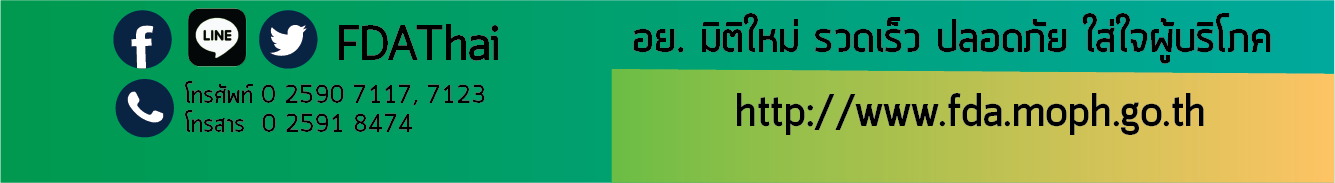 LINE
FDAThai
โทรศัพท์ 0 2590 7117, 7123
โทรสาร 0 2591 8474
อย. มิติใหม่ รวดเร็ว ปลอดภัย ใส่ใจผู้บริโภค
http://www.fda.moph.go.th